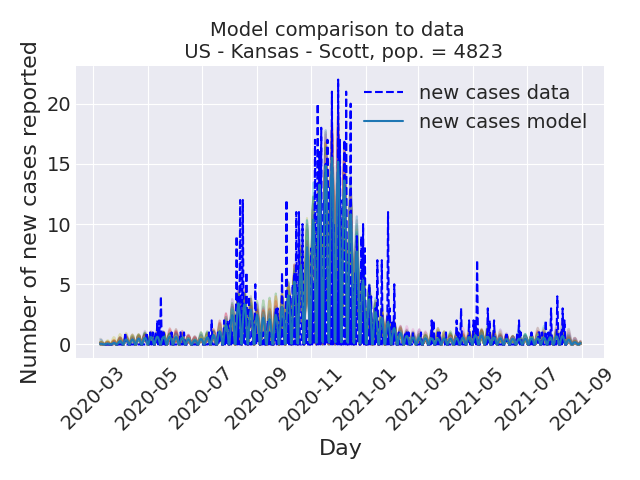 Model comparison to data
US - Kansas - Scott, pop. = 4823
Number of new cases reported
20
15
10
5
0
new cases data
new cases model
2020-03
2020-05
2020-07
2020-09
2020-11
2021-01
2021-03
2021-05
2021-07
2021-09
Day